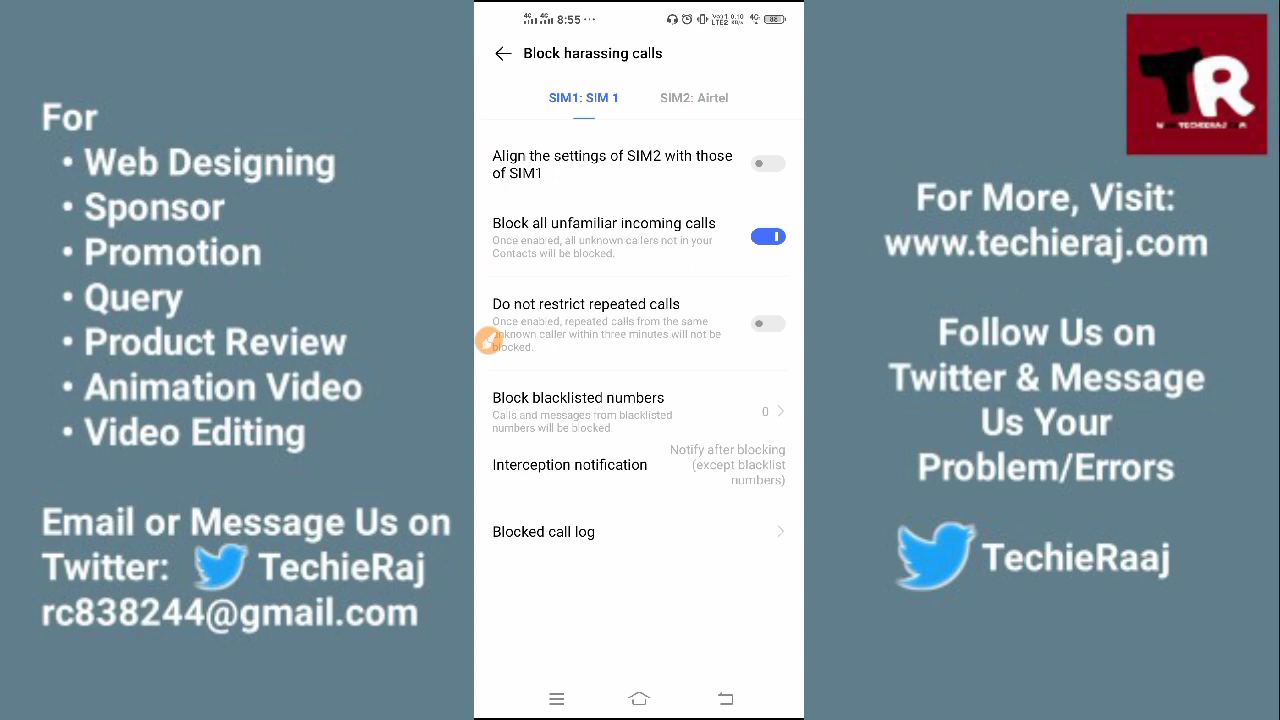 For
• Web Designing
• Sponsor
• Promotion
• Query
• Product Review
• Animation Video
• Video Editing
Email or Message Us on
Twitter: TechieRaj
rc838244@gmail.com
4G 4G 8:55 ···
4G 88
Block harassing calls
SIM1: SIM 1
SIM2: Airtel
Align the settings of SIM2 with those
of SIM1
Block all unfamiliar incoming calls
Once enabled, all unknown callers not in your
Contacts will be blocked.
Do not restrict repeated calls
Once enabled, repeated calls from the same
unknown caller within three minutes will not be
blocked.
Block blacklisted numbers
Calls and messages from blacklisted
numbers will be blocked.
0
Interception notification
Notify after blocking
(except blacklist
numbers)
Blocked call log
TR
For More, Visit:
www.techieraj.com
Follow Us on
Twitter & Message
Us Your
Problem/Errors
TechieRaaj